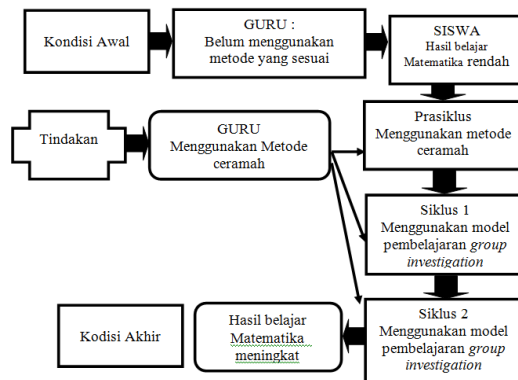 Kondisi Awal
GURU :
Belum menggunakan
metode yang sesuai
SISWA
Hasil belajar
Matematika rendah
Tindakan
GURU
Menggunakan Metode
ceramah
Prasiklus
Menggunakan metode
ceramah
Siklus 1
Menggunakan model
pembelajaran group
investigation
Kodisi Akhir
Hasil belajar
Matematika
meningkat
Siklus 2
Menggunakan model
pembelajaran group
investigation